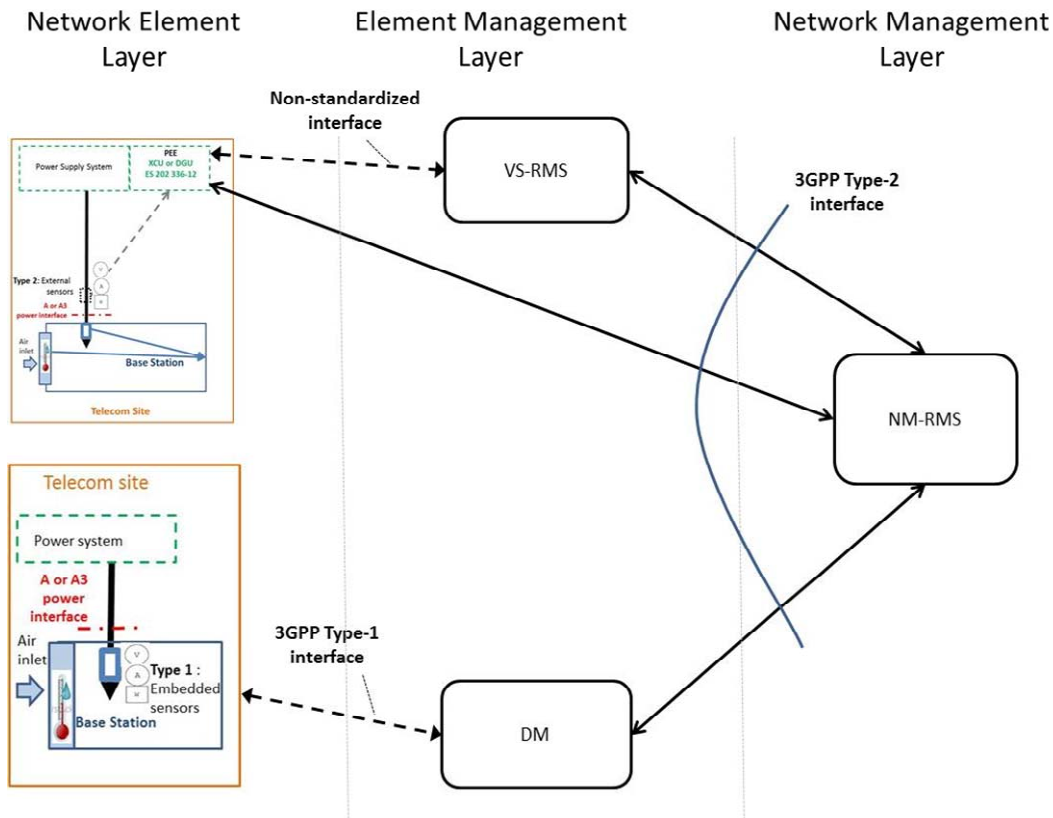 Network Element
Layer
Element Management
Layer
Network Management
Layer
Non-standardized
interface
Power Supply System
PEE
XCU or DGU
ES 202 336-12
VS-RMS
3GPP Type-2
interface
V
Type 2: External
sensors
A
A or A3
power interface
Air
inlet
Base Station
Telecom Site
NM-RMS
Telecom site
Power system
A or A3
power
interface
Air
inlet
V
A
W
Type 1 :
Embedded
sensors
Base Station
3GPP Type-1
interface
DM